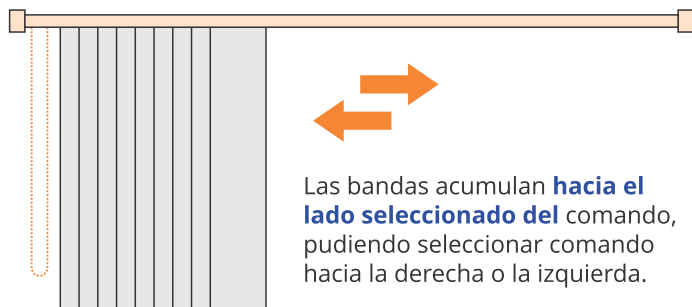 Las bandas acumulan hacia el
lado seleccionado del comando,
pudiendo seleccionar comando
hacia la derecha o la izquierda.